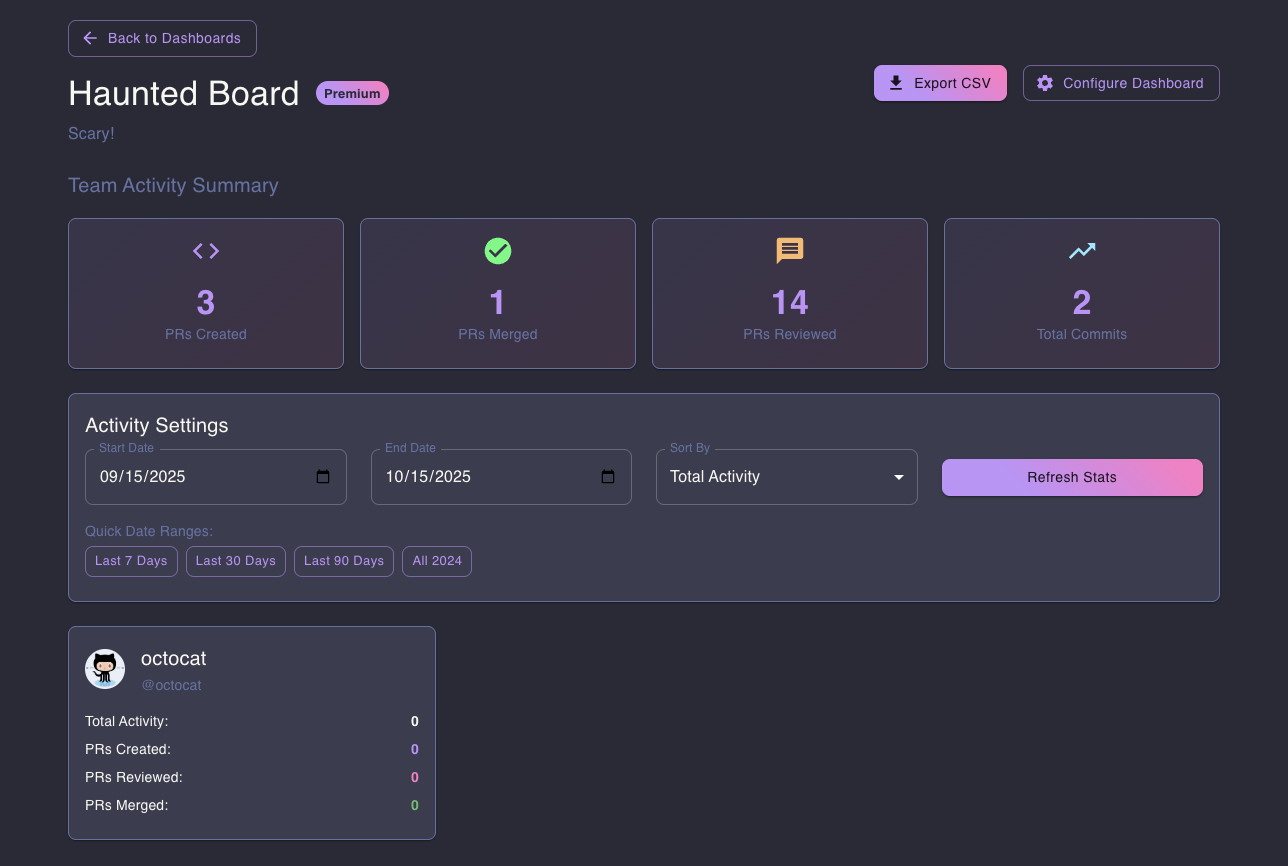 Back to Dashboards
Haunted Board Premium
Export CSV
Configure Dashboard
Scary!
Team Activity Summary
3
PRs Created
1
PRs Merged
14
PRs Reviewed
2
Total Commits
Activity Settings
Start Date
09/15/2025
End Date
10/15/2025
Sort By
Total Activity
Refresh Stats
Quick Date Ranges:
Last 7 Days
Last 30 Days
Last 90 Days
All 2024
octocat
@octocat
Total Activity: 0
PRs Created: 0
PRs Reviewed: 0
PRs Merged: 0